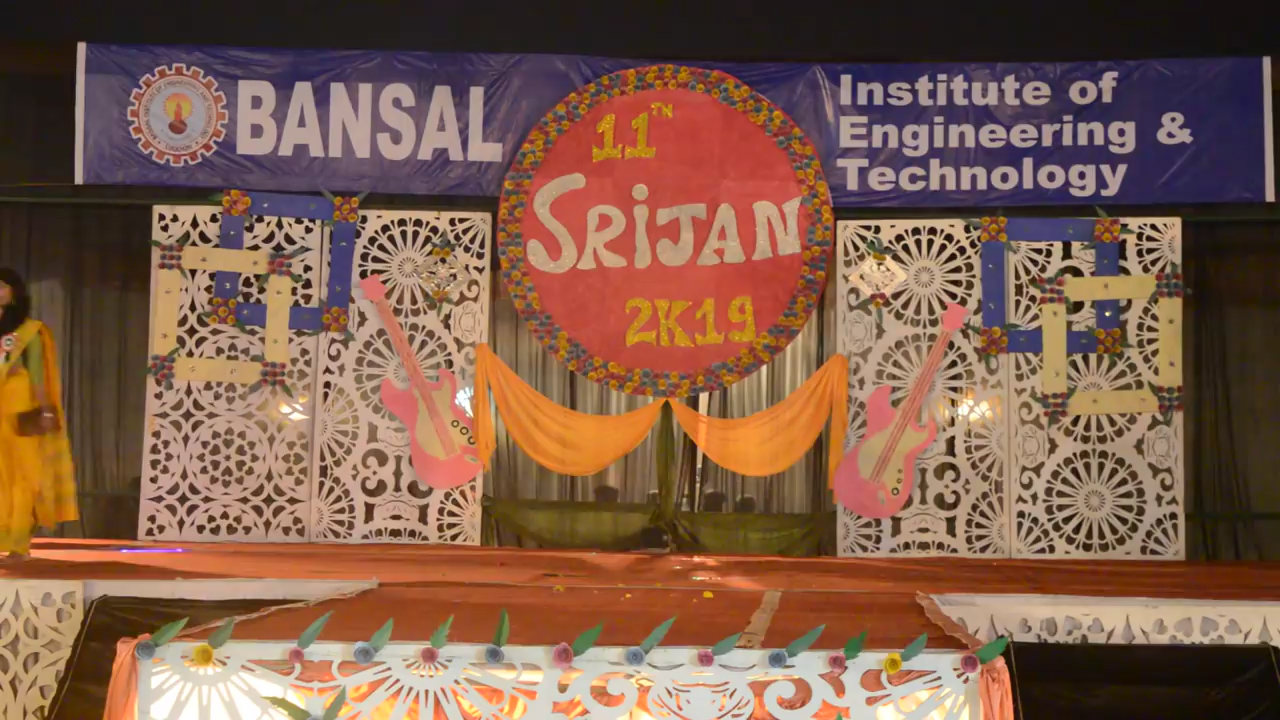 BANSAL
11TH
SRiJAN
2K19
Institute of
Engineering &
Technology